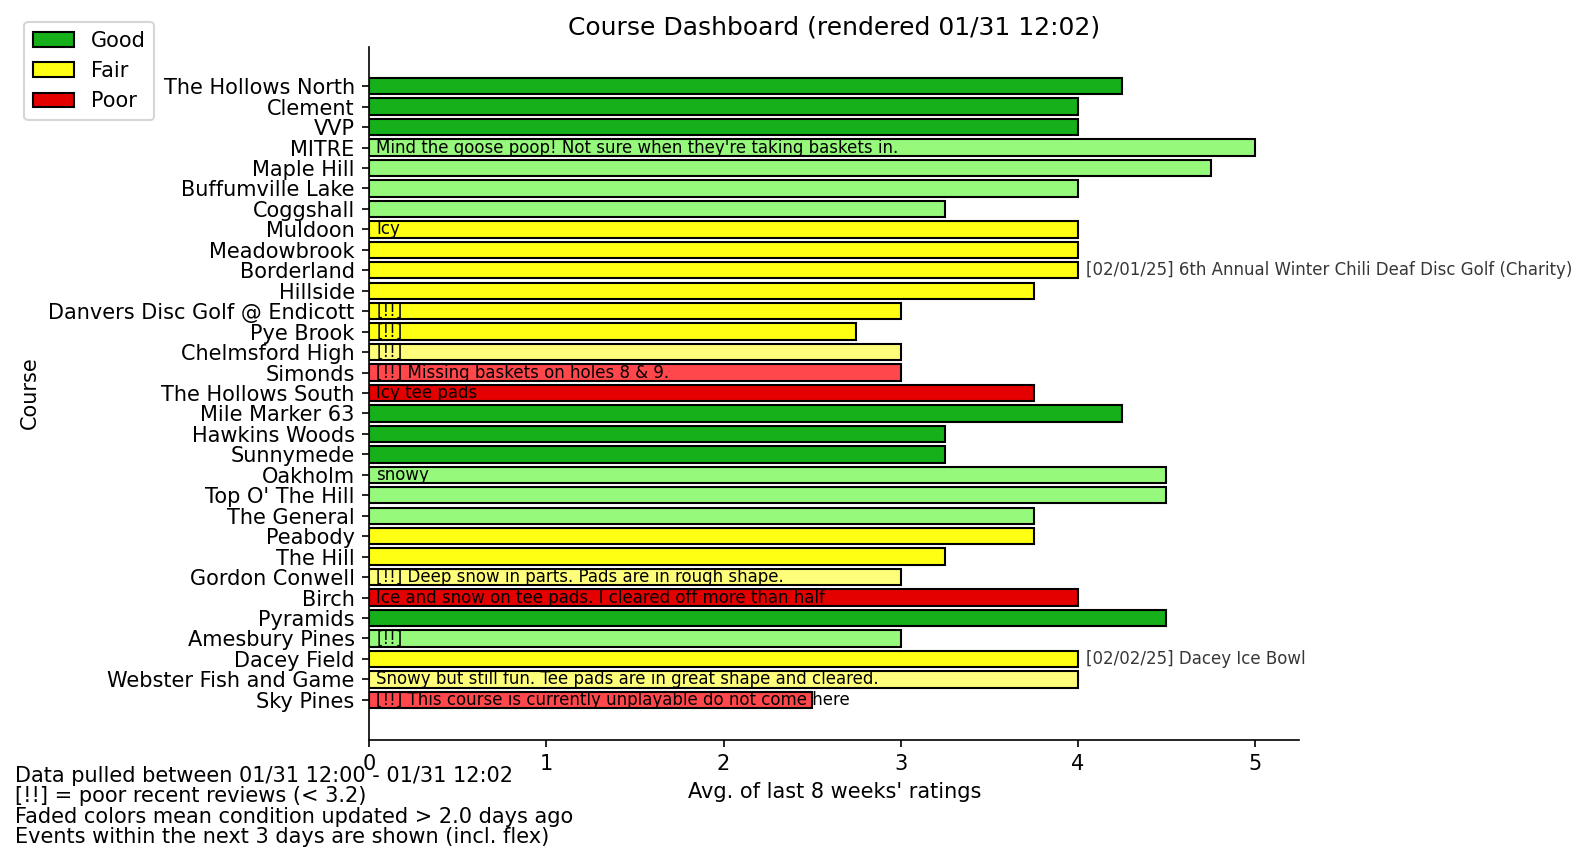 Course Dashboard (rendered 01/31 12:02)
Good
Fair
Poor
The Hollows North
Clement
VVP
MITRE Mind the goose poop! Not sure when they're taking baskets in.
Maple Hill
Buffumville Lake
Coggshall
Muldoon Icy
Meadowbrook
Borderland [02/01/25] 6th Annual Winter Chili Deaf Disc Golf (Charity)
Hillside
Danvers Disc Golf @ Endicott [!!]
Pye Brook [!!]
Chelmsford High [!!]
Simonds [!!] Missing baskets on holes 8 & 9.
The Hollows South Icy tee pads
Mile Marker 63
Hawkins Woods
Sunnymede
Oakholm snowy
Top O' The Hill
The General
Peabody
The Hill
Gordon Conwell [!!] Deep snow in parts. Pads are in rough shape.
Birch Ice and snow on tee pads. I cleared off more than half
Pyramids
Amesbury Pines [!!]
Dacey Field [02/02/25] Dacey Ice Bowl
Webster Fish and Game Snowy but still fun. Tee pads are in great shape and cleared.
Sky Pines [!!] This course is currently unplayable do not come here
Course
0 1 2 3 4 5
Avg. of last 8 weeks' ratings
Data pulled between 01/31 12:00 - 01/31 12:02
[!!] = poor recent reviews (< 3.2)
Faded colors mean condition updated > 2.0 days ago
Events within the next 3 days are shown (incl. flex)